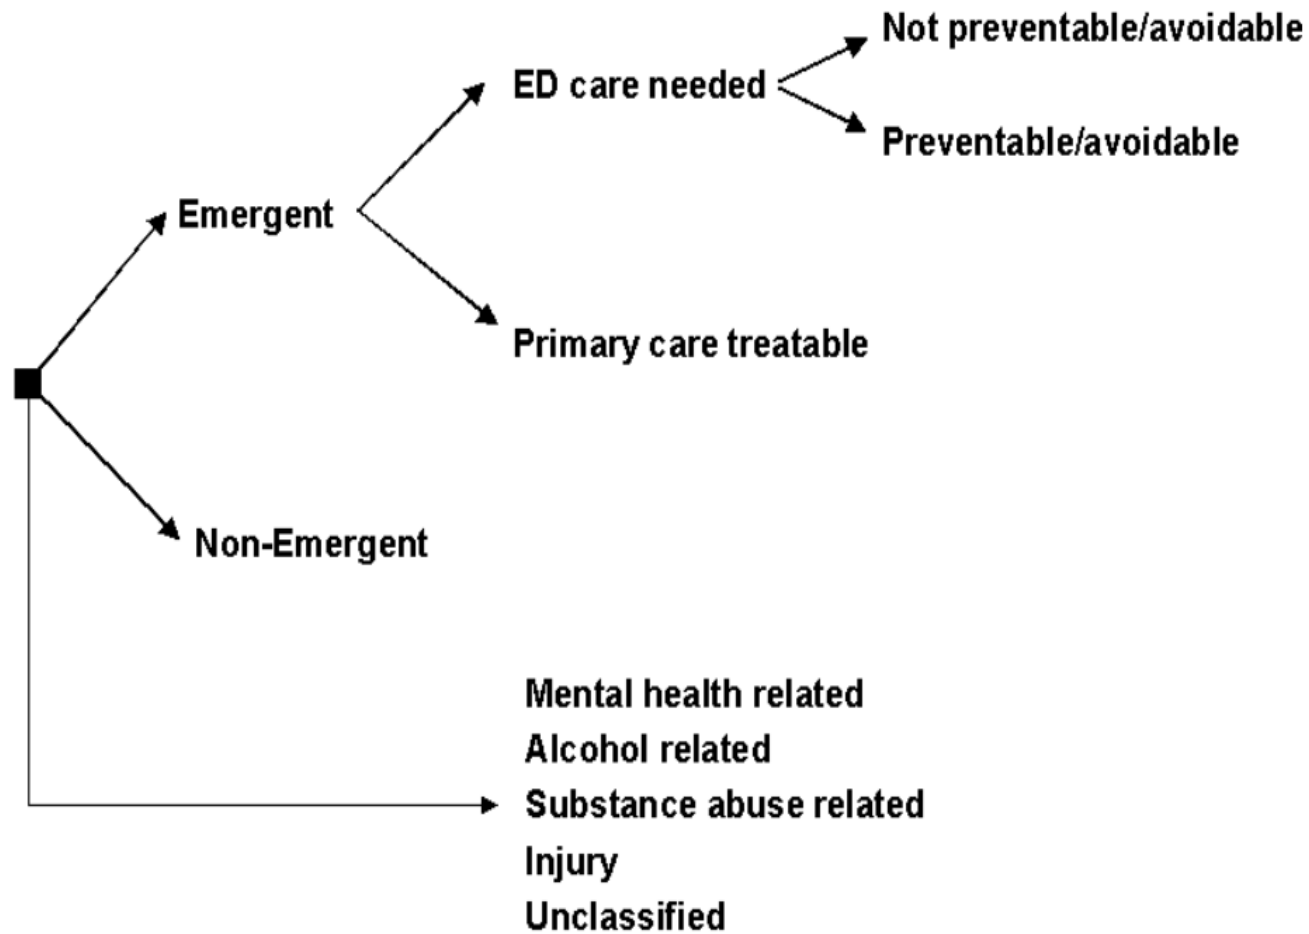 Not preventable/avoidable
ED care needed
Preventable/avoidable
Emergent
Primary care treatable
Non-Emergent
Mental health related
Alcohol related
Substance abuse related
Injury
Unclassified